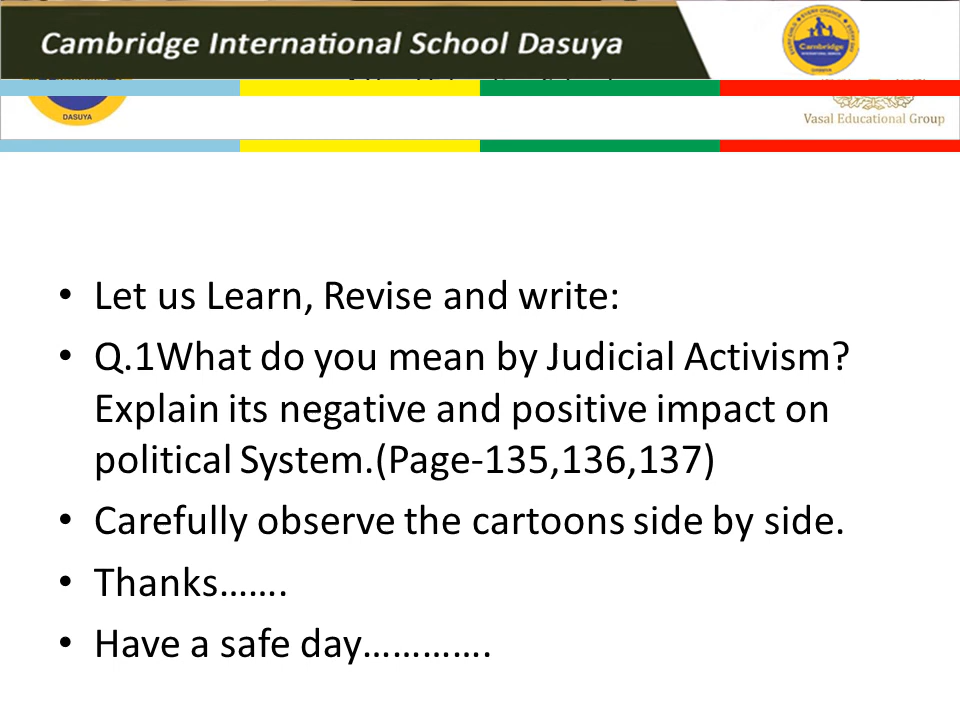 Cambridge International School Dasuya
Cambridge
DASUYA
Vasal Educational Group
• Let us Learn, Revise and write:
• Q.1What do you mean by Judicial Activism?
Explain its negative and positive impact on
political System.(Page-135,136,137)
• Carefully observe the cartoons side by side.
• Thanks…….
• Have a safe day………….